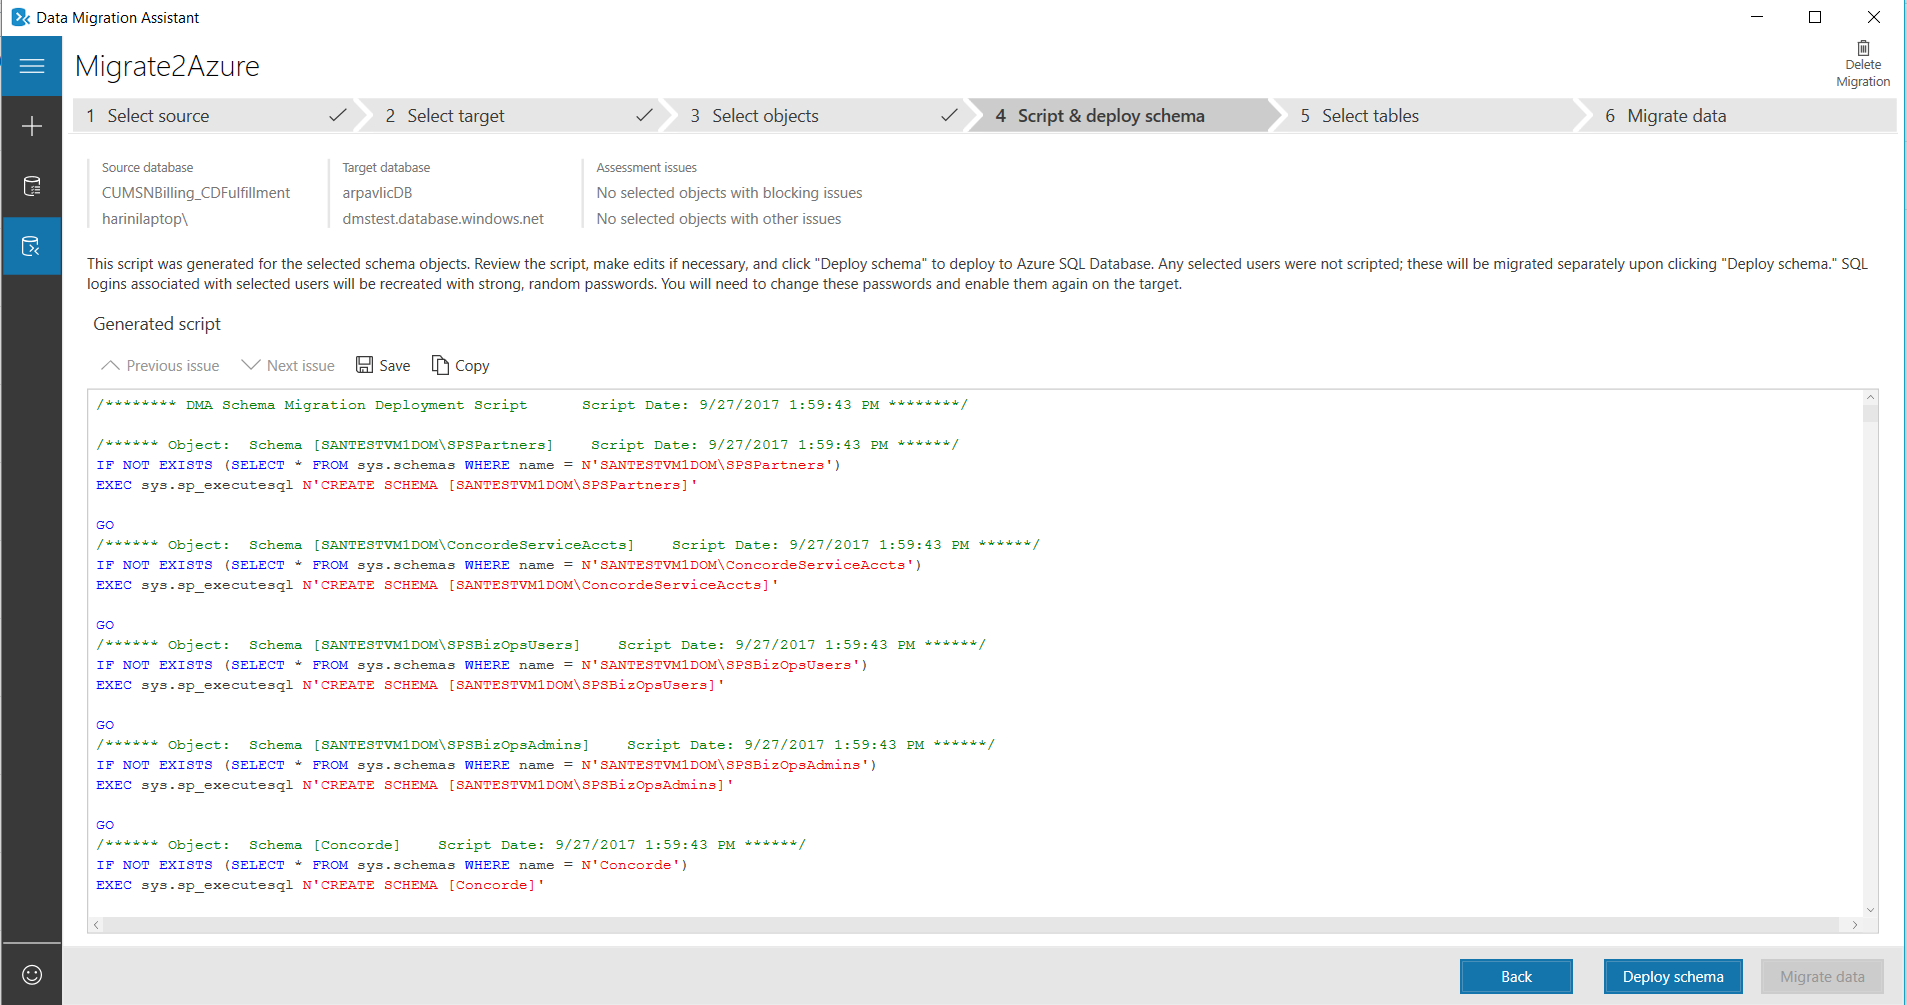 Data Migration Assistant
Migrate2Azure
Delete
Migration
1 Select source
2 Select target
3 Select objects
4 Script & deploy schema
5 Select tables
6 Migrate data
Source database
CUMSNBilling_CDFulfillment
harinilaptop\
Target database
arpavlicDB
dmstest.database.windows.net
Assessment issues
No selected objects with blocking issues
No selected objects with other issues
This script was generated for the selected schema objects. Review the script, make edits if necessary, and click "Deploy schema" to deploy to Azure SQL Database. Any selected users were not scripted; these will be migrated separately upon clicking "Deploy schema." SQL
logins associated with selected users will be recreated with strong, random passwords. You will need to change these passwords and enable them again on the target.
Generated script
Previous issue Next issue Save Copy
/******** DMA Schema Migration Deployment Script      Script Date: 9/27/2017 1:59:43 PM ********/
/****** Object:  Schema [SANTESTVM1DOM\SPSPartners]    Script Date: 9/27/2017 1:59:43 PM ******/
IF NOT EXISTS (SELECT * FROM sys.schemas WHERE name = N'SANTESTVM1DOM\SPSPartners')
EXEC sys.sp_executesql N'CREATE SCHEMA [SANTESTVM1DOM\SPSPartners]'
GO
/****** Object:  Schema [SANTESTVM1DOM\ConcordeServiceAccts]    Script Date: 9/27/2017 1:59:43 PM ******/
IF NOT EXISTS (SELECT * FROM sys.schemas WHERE name = N'SANTESTVM1DOM\ConcordeServiceAccts')
EXEC sys.sp_executesql N'CREATE SCHEMA [SANTESTVM1DOM\ConcordeServiceAccts]'
GO
/****** Object:  Schema [SANTESTVM1DOM\SPSBizOpsUsers]    Script Date: 9/27/2017 1:59:43 PM ******/
IF NOT EXISTS (SELECT * FROM sys.schemas WHERE name = N'SANTESTVM1DOM\SPSBizOpsUsers')
EXEC sys.sp_executesql N'CREATE SCHEMA [SANTESTVM1DOM\SPSBizOpsUsers]'
GO
/****** Object:  Schema [SANTESTVM1DOM\SPSBizOpsAdmins]    Script Date: 9/27/2017 1:59:43 PM ******/
IF NOT EXISTS (SELECT * FROM sys.schemas WHERE name = N'SANTESTVM1DOM\SPSBizOpsAdmins')
EXEC sys.sp_executesql N'CREATE SCHEMA [SANTESTVM1DOM\SPSBizOpsAdmins]'
GO
/****** Object:  Schema [Concorde]    Script Date: 9/27/2017 1:59:43 PM ******/
IF NOT EXISTS (SELECT * FROM sys.schemas WHERE name = N'Concorde')
EXEC sys.sp_executesql N'CREATE SCHEMA [Concorde]'
Back
Deploy schema
Migrate data